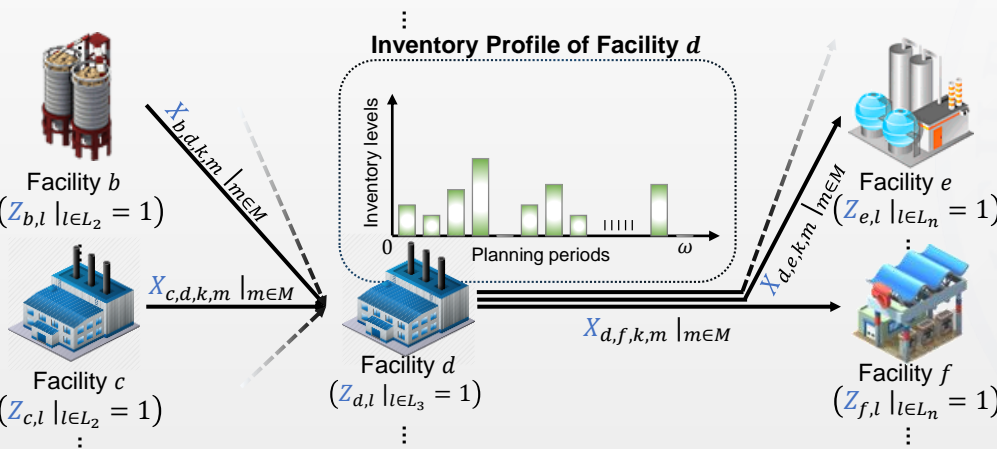 ⋮
Inventory Profile of Facility d
Inventory levels
0
Planning periods
ω
X_{b,d,k,m} |_{m∈M}
Facility b
(Z_{b,l} |_{l∈L_2} = 1)
X_{c,d,k,m} |_{m∈M}
Facility c
(Z_{c,l} |_{l∈L_2} = 1)
⋮
Facility d
(Z_{d,l} |_{l∈L_3} = 1)
⋮
X_{d,e,k,m} |_{m∈M}
X_{d,f,k,m} |_{m∈M}
Facility e
(Z_{e,l} |_{l∈L_n} = 1)
⋮
Facility f
(Z_{f,l} |_{l∈L_n} = 1)
⋮